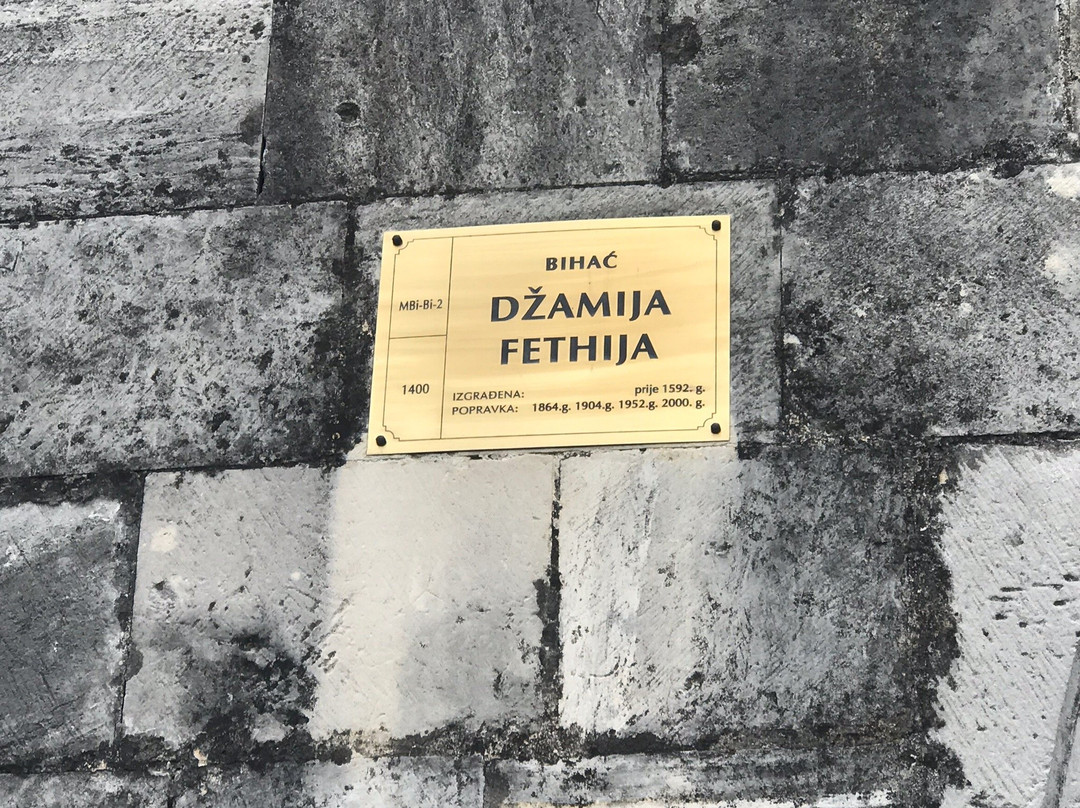 BIHAĆ
MBi-Bi-2
DŽAMIJA
FETHIJA
1400
IZGRAĐENA: prije 1592. g.
POPRAVKA: 1864.g. 1904.g. 1952.g. 2000. g.